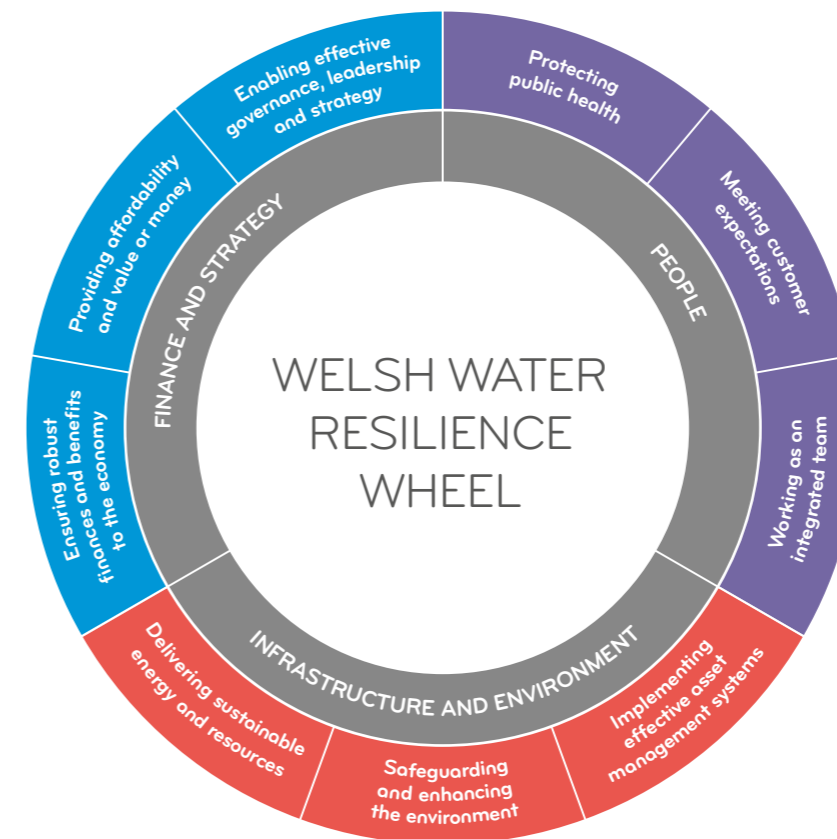 WELSH WATER
RESILIENCE
WHEEL
PEOPLE
Protecting
public health
Meeting customer
expectations
Working as an
integrated team
INFRASTRUCTURE AND ENVIRONMENT
Implementing
effective asset
management systems
Safeguarding
and enhancing
the environment
Delivering sustainable
energy and resources
FINANCE AND STRATEGY
Ensuring robust
finances and benefits
to the economy
Providing affordability
and value or money
Enabling effective
governance, leadership
and strategy